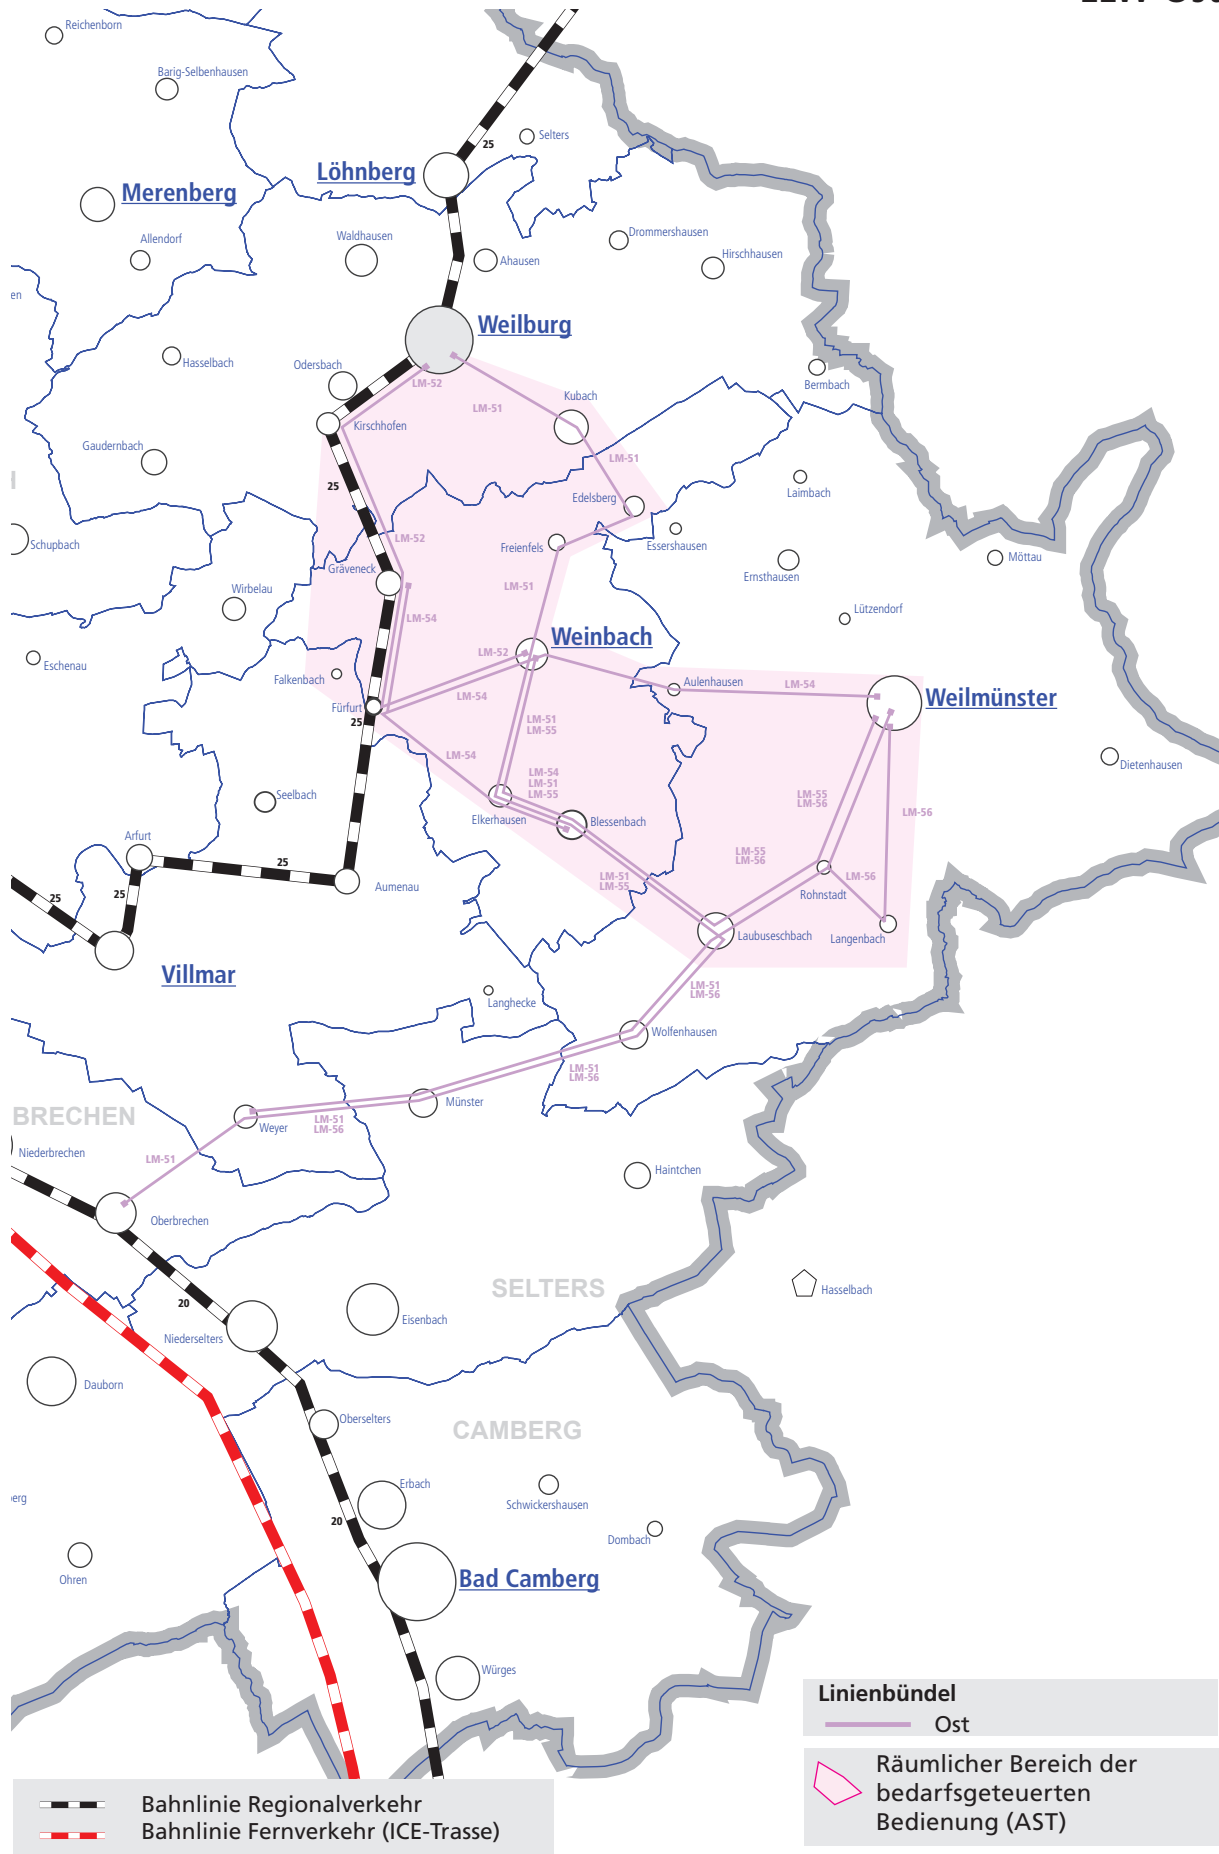 Reichenborn
Barig-Selbenhausen
Selters
25
Löhnberg
Merenberg
Allendorf
Waldhausen
Ahausen
Drommershausen
Hirschhausen
en
Weilburg
Hasselbach
Odersbach
LM-52
Kubach
Bermbach
LM-51
Kirschhofen
Gaudernbach
LM-51
25
Edelsberg
Laimbach
Schupbach
LM-52
Freienfels
Essershausen
Möttau
Gräveneck
Ernsthausen
Wirbelau
LM-51
LM-54
Lützendorf
Weinbach
Eschenau
LM-52
Falkenbach
Aulenhausen
LM-54
LM-54
Weilmünster
Fürfurt
25
LM-51
LM-55
LM-54
Dietenhausen
LM-54
LM-51
LM-55
Seelbach
LM-55
LM-56
LM-56
Elkerhausen
Blessenbach
Arfurt
LM-55
LM-56
25
LM-51
LM-55
LM-56
Aumenau
25
25
Rohnstadt
Laubuseschbach
Langenbach
Villmar
LM-51
LM-56
Langhecke
Wolfenhausen
LM-51
LM-56
BRECHEN
Münster
LM-51
LM-56
Weyer
Niederbrechen
LM-51
Haintchen
Oberbrechen
SELTERS
Hasselbach
20
Eisenbach
Niederselters
Dauborn
Oberselters
CAMBERG
Erbach
Schwickershausen
20
Dombach
Ohren
Bad Camberg
Würges
Linienbündel
Ost
Räumlicher Bereich der
bedarfsgeteuerten
Bedienung (AST)
Bahnlinie Regionalverkehr
Bahnlinie Fernverkehr (ICE-Trasse)